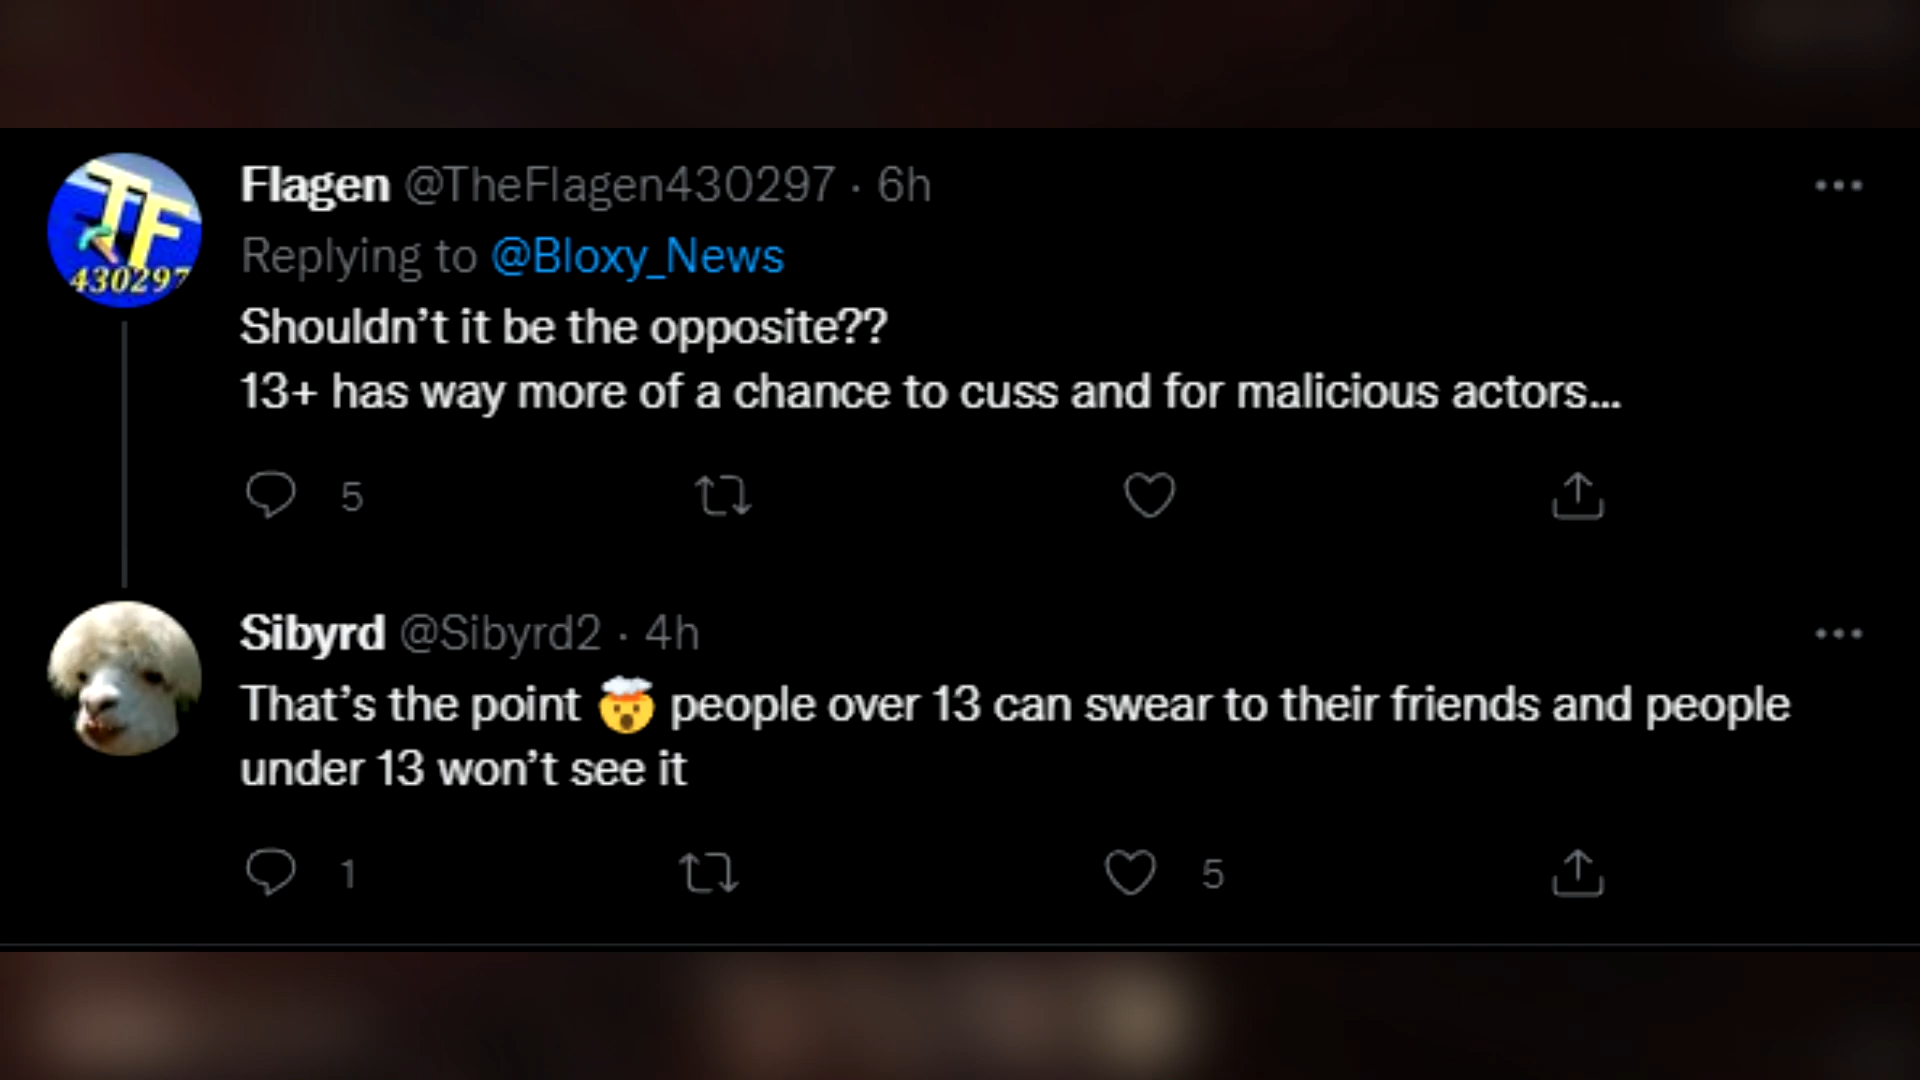 TF
430297
Flagen @TheFlagen430297 · 6h
Replying to @Bloxy_News
Shouldn’t it be the opposite??
13+ has way more of a chance to cuss and for malicious actors...
5
Sibyrd @Sibyrd2 · 4h
That’s the point 🤯 people over 13 can swear to their friends and people
under 13 won’t see it
1 5